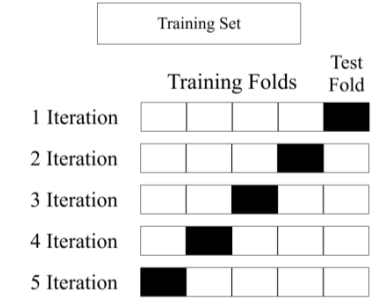 Training Set
Test
Training Folds Fold
1 Iteration
2 Iteration
3 Iteration
4 Iteration
5 Iteration